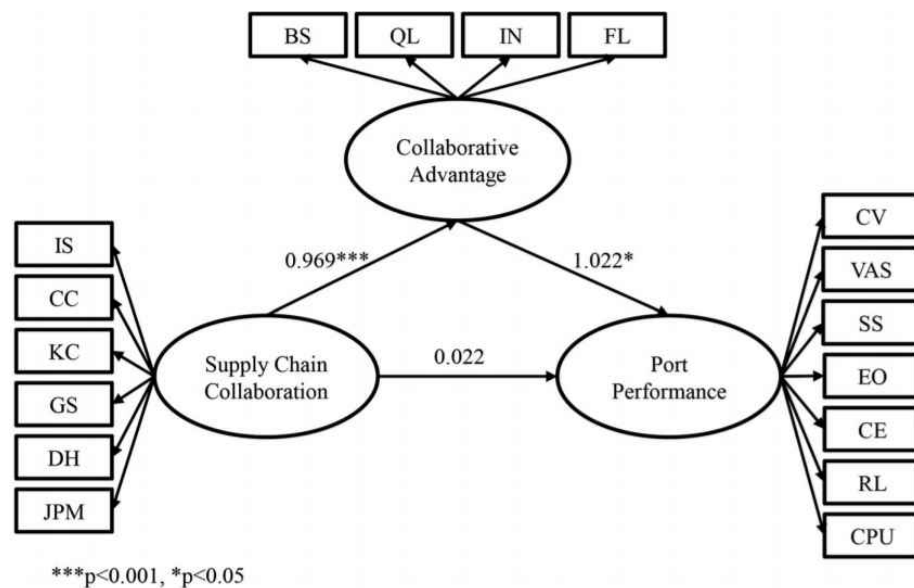 BS QL IN FL
Collaborative
Advantage
CV
IS
0.969***
1.022*
VAS
CC
SS
KC
Supply Chain
Collaboration
0.022
Port
Performance
EO
GS
CE
DH
RL
JPM
CPU
***p<0.001, *p<0.05